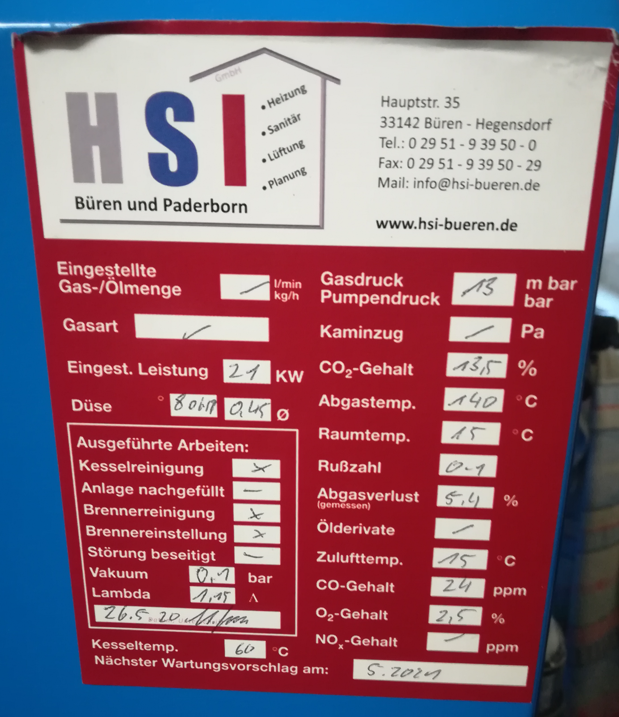 GmbH
HSI
• Heizung
• Sanitär
• Lüftung
• Planung
Büren und Paderborn
Hauptstr. 35
33142 Büren - Hegensdorf
Tel.: 0 29 51 - 9 39 50 - 0
Fax: 0 29 51 - 9 39 50 - 29
Mail: info@hsi-bueren.de
www.hsi-bueren.de
Eingestellte
Gas-/Ölmenge — l/min kg/h
Gasart
Eingest. Leistung 21 KW
Düse ° 0,45 Ø
Ausgeführte Arbeiten:
Kesselreinigung x
Anlage nachgefüllt —
Brennerreinigung x
Brennereinstellung x
Störung beseitigt —
Vakuum 0,1 bar
Lambda 1,15 Λ
26.5.20
Kesseltemp. 60 °C
Gasdruck m bar
Pumpendruck 13 bar
Kaminzug — Pa
CO₂-Gehalt 13,5 %
Abgastemp. 140 °C
Raumtemp. 15 °C
Rußzahl 0-1
Abgasverlust 5,4 %
(gemessen)
Ölderivate —
Zulufttemp. 15 °C
CO-Gehalt 24 ppm
O₂-Gehalt 2,5 %
NOₓ-Gehalt — ppm
Nächster Wartungsvorschlag am: 5.2021